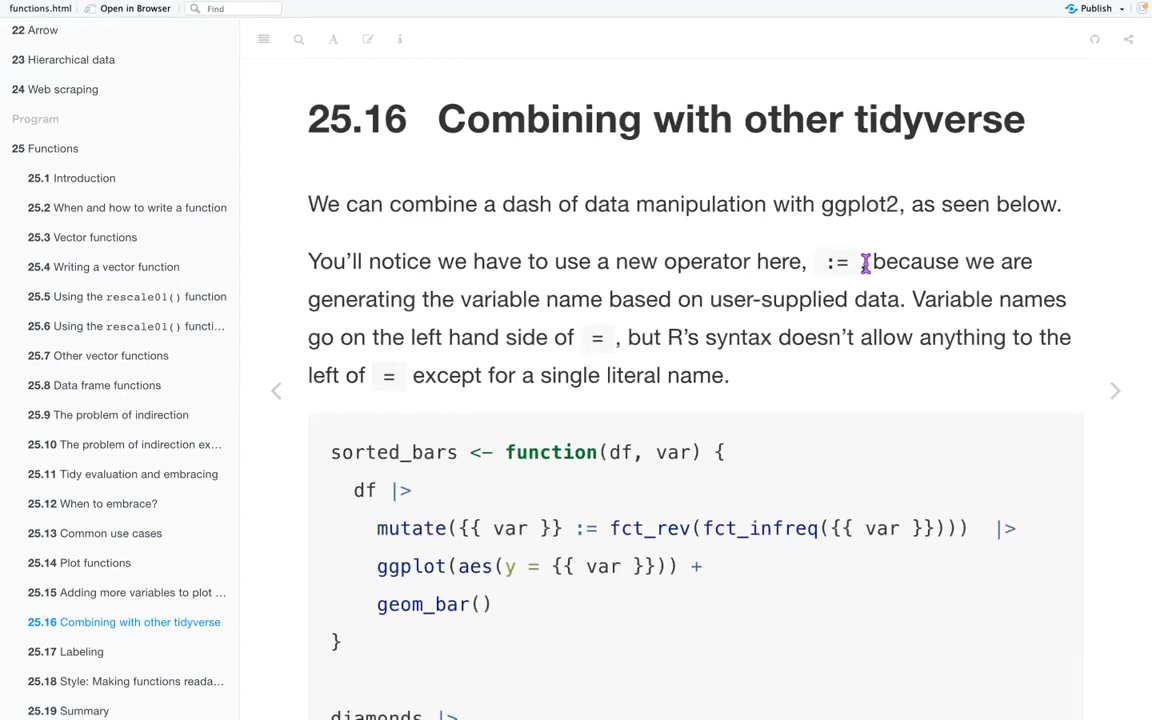 functions.html
Open in Browser
Find
Publish
22 Arrow
23 Hierarchical data
24 Web scraping
Program
25 Functions
25.1 Introduction
25.2 When and how to write a function
25.3 Vector functions
25.4 Writing a vector function
25.5 Using the rescale01() function
25.6 Using the rescale01() functi…
25.7 Other vector functions
25.8 Data frame functions
25.9 The problem of indirection
25.10 The problem of indirection ex…
25.11 Tidy evaluation and embracing
25.12 When to embrace?
25.13 Common use cases
25.14 Plot functions
25.15 Adding more variables to plot …
25.16 Combining with other tidyverse
25.17 Labeling
25.18 Style: Making functions reada…
25.19 Summary
25.16 Combining with other tidyverse
We can combine a dash of data manipulation with ggplot2, as seen below.
You’ll notice we have to use a new operator here, := , because we are
generating the variable name based on user-supplied data. Variable names
go on the left hand side of = , but R’s syntax doesn’t allow anything to the
left of = except for a single literal name.
sorted_bars <- function(df, var) {
df |>
mutate({{ var }} := fct_rev(fct_infreq({{ var }}))) |>
ggplot(aes(y = {{ var }})) +
geom_bar()
}
diamonds |>